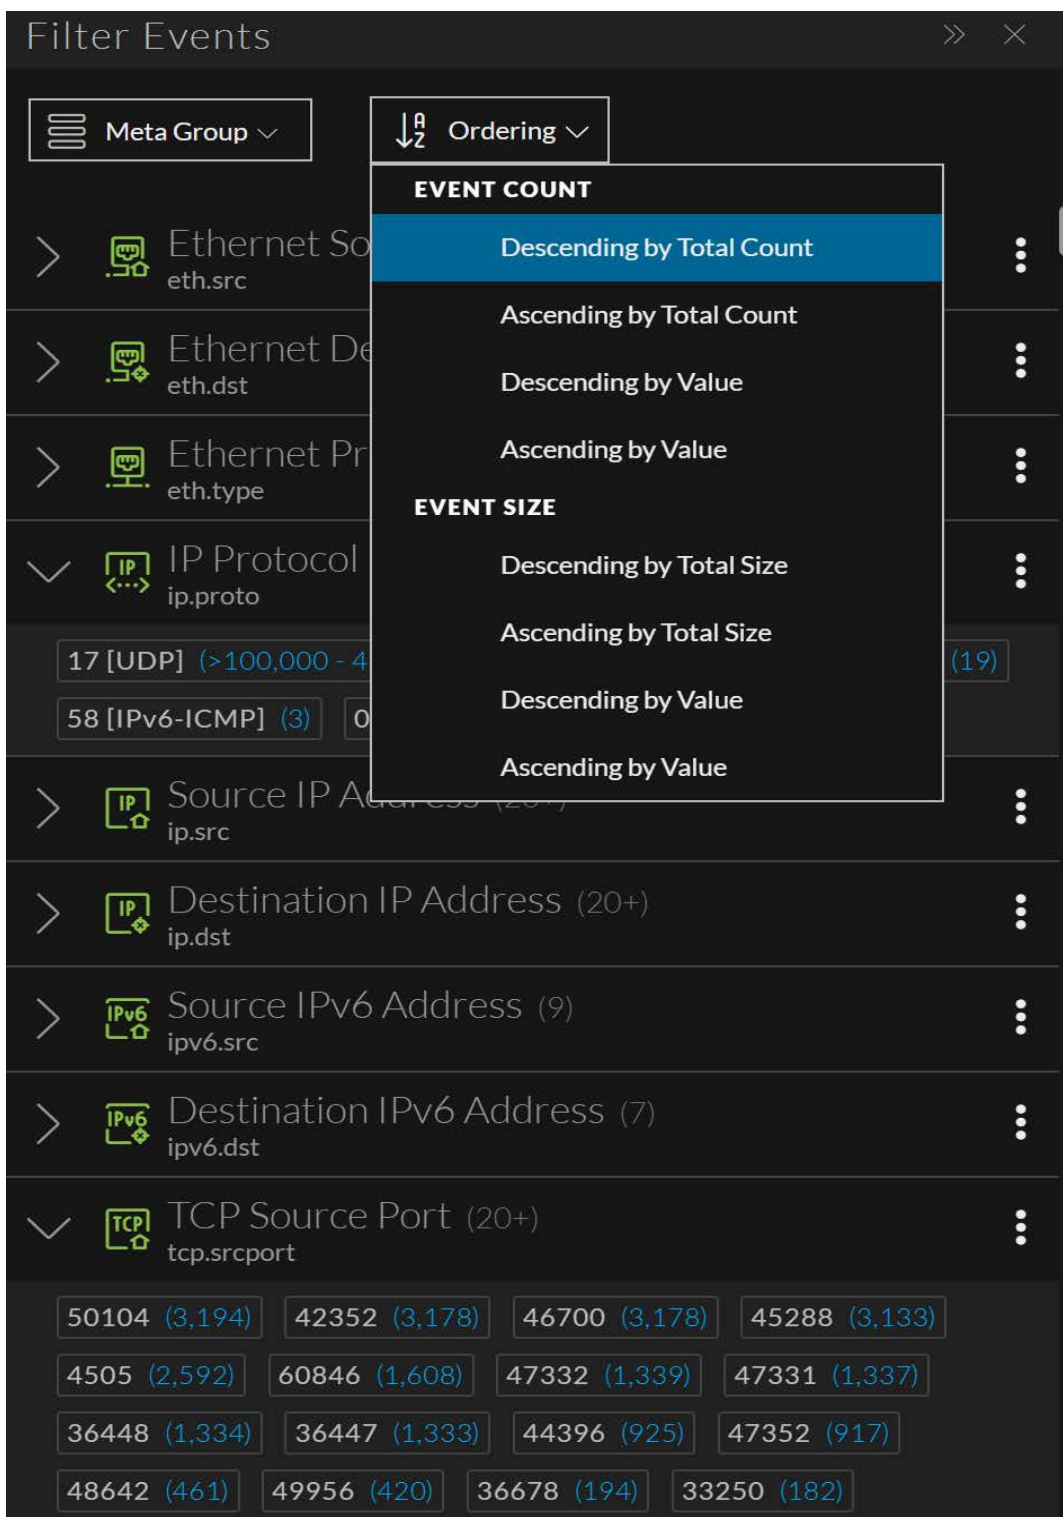 Filter Events
Meta Group
Ordering
EVENT COUNT
Descending by Total Count
Ascending by Total Count
Descending by Value
Ascending by Value
EVENT SIZE
Descending by Total Size
Ascending by Total Size
Descending by Value
Ascending by Value
Ethernet So
eth.src
Ethernet De
eth.dst
Ethernet Pr
eth.type
IP Protocol
ip.proto
17 [UDP] (>100,000 - 4 (19)
58 [IPv6-ICMP] (3) 0
Source IP Address (20+)
ip.src
Destination IP Address (20+)
ip.dst
Source IPv6 Address (9)
ipv6.src
Destination IPv6 Address (7)
ipv6.dst
TCP Source Port (20+)
tcp.srcport
50104 (3,194) 42352 (3,178) 46700 (3,178) 45288 (3,133)
4505 (2,592) 60846 (1,608) 47332 (1,339) 47331 (1,337)
36448 (1,334) 36447 (1,333) 44396 (925) 47352 (917)
48642 (461) 49956 (420) 36678 (194) 33250 (182)